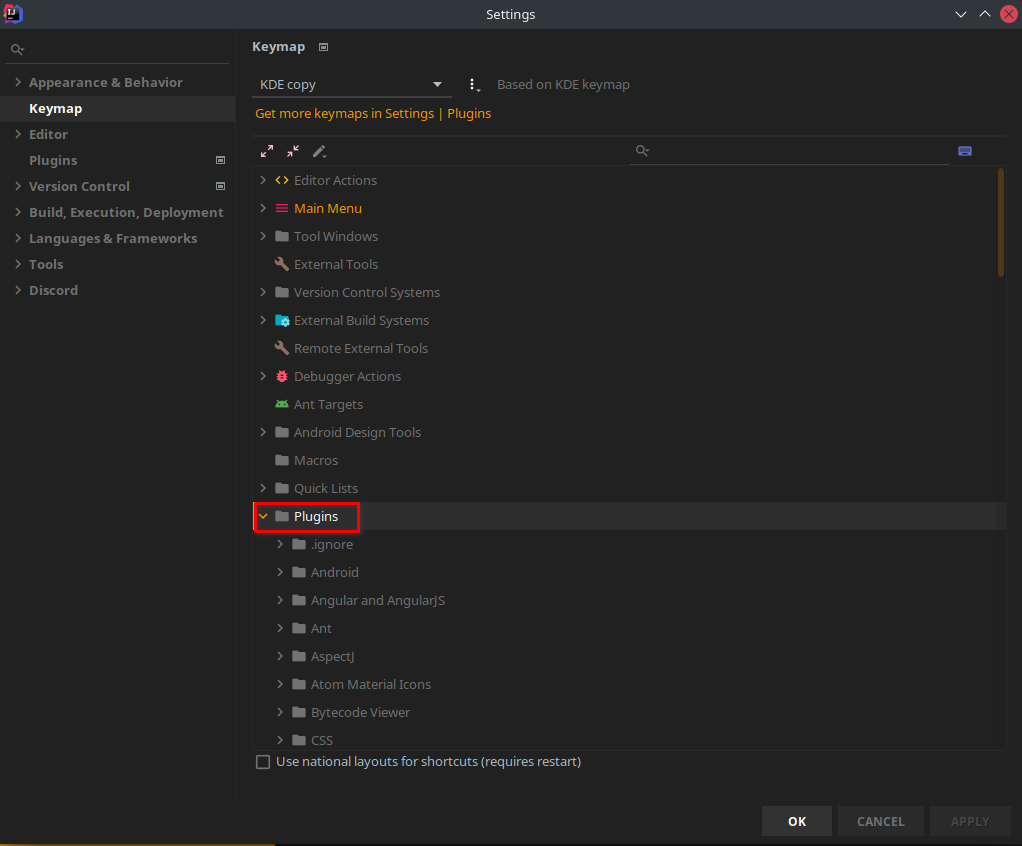 Settings
Appearance & Behavior
Keymap
Editor
Plugins
Version Control
Build, Execution, Deployment
Languages & Frameworks
Tools
Discord
Keymap
KDE copy
Based on KDE keymap
Get more keymaps in Settings | Plugins
Editor Actions
Main Menu
Tool Windows
External Tools
Version Control Systems
External Build Systems
Remote External Tools
Debugger Actions
Ant Targets
Android Design Tools
Macros
Quick Lists
Plugins
.ignore
Android
Angular and AngularJS
Ant
AspectJ
Atom Material Icons
Bytecode Viewer
CSS
Use national layouts for shortcuts (requires restart)
OK CANCEL APPLY